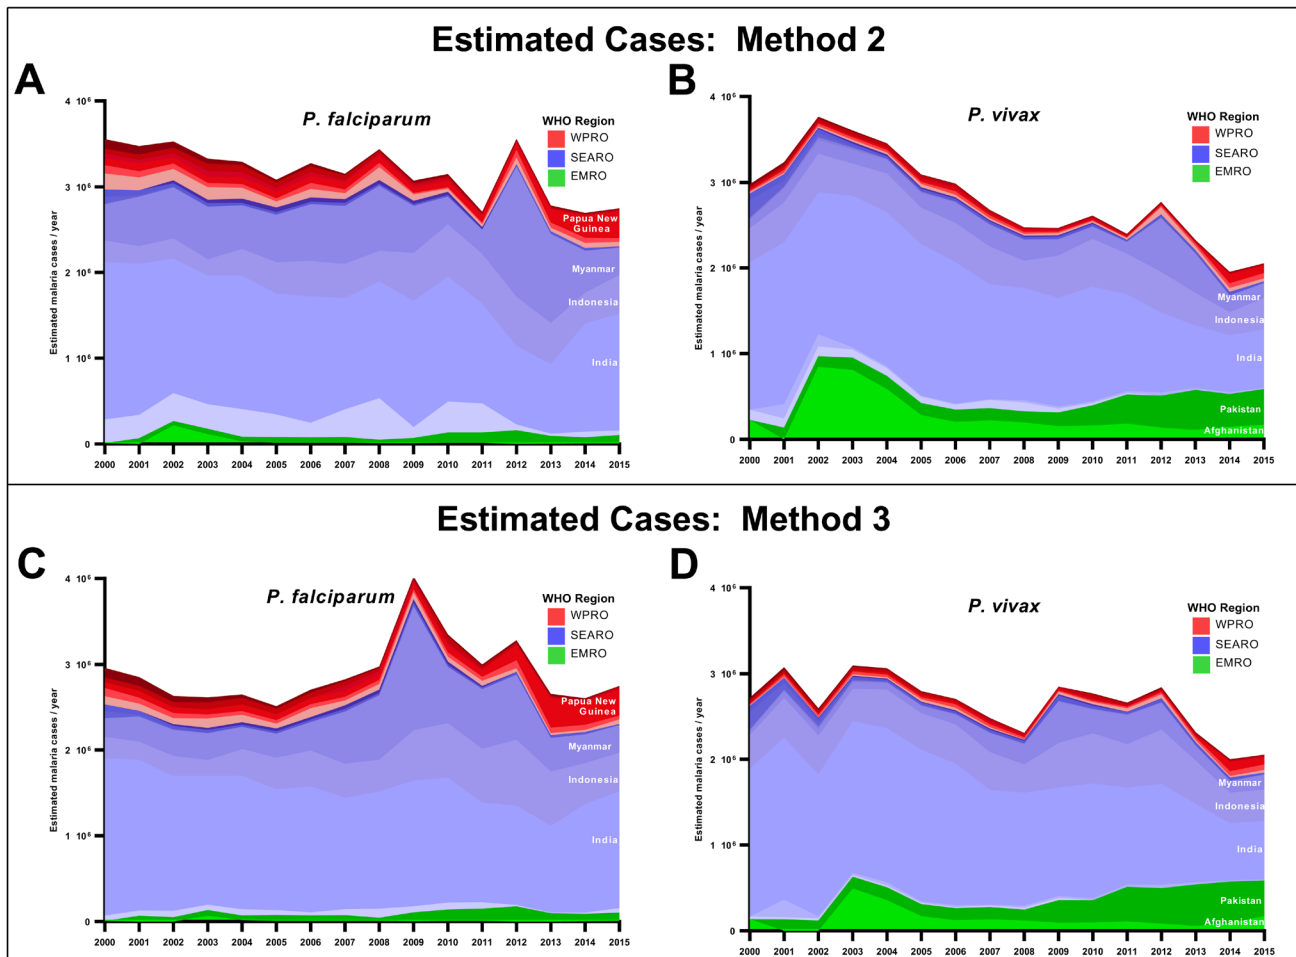 Estimated Cases: Method 2
A
P. falciparum
WHO Region
WPRO
SEARO
EMRO
4 10⁶
3 10⁶
2 10⁶
1 10⁶
0
Estimated malaria cases / year
Papua New
Guinea
Myanmar
Indonesia
India
2000 2001 2002 2003 2004 2005 2006 2007 2008 2009 2010 2011 2012 2013 2014 2015
B
P. vivax
WHO Region
WPRO
SEARO
EMRO
4 10⁶
3 10⁶
2 10⁶
1 10⁶
0
Estimated malaria cases / year
Myanmar
Indonesia
India
Pakistan
Afghanistan
2000 2001 2002 2003 2004 2005 2006 2007 2008 2009 2010 2011 2012 2013 2014 2015
Estimated Cases: Method 3
C
P. falciparum
WHO Region
WPRO
SEARO
EMRO
4 10⁶
3 10⁶
2 10⁶
1 10⁶
0
Estimated malaria cases / year
Papua New
Guinea
Myanmar
Indonesia
India
2000 2001 2002 2003 2004 2005 2006 2007 2008 2009 2010 2011 2012 2013 2014 2015
D
P. vivax
WHO Region
WPRO
SEARO
EMRO
4 10⁶
3 10⁶
2 10⁶
1 10⁶
0
Estimated malaria cases / year
Myanmar
Indonesia
India
Pakistan
Afghanistan
2000 2001 2002 2003 2004 2005 2006 2007 2008 2009 2010 2011 2012 2013 2014 2015